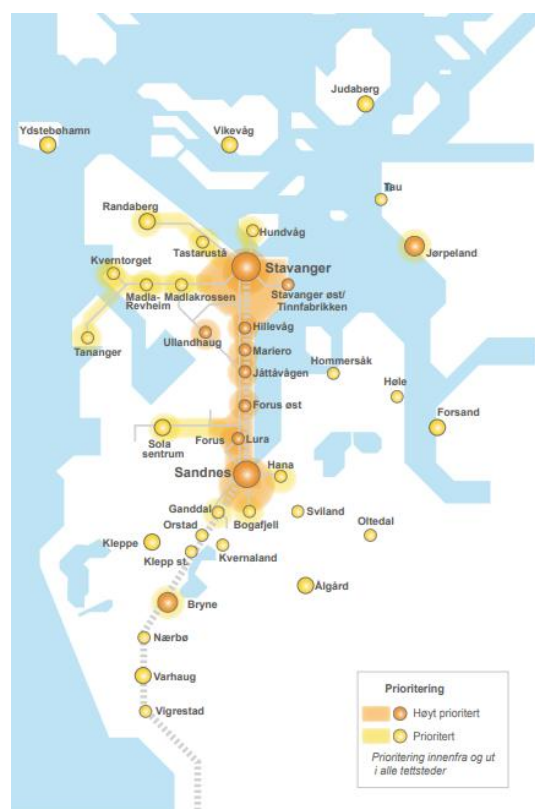 Judaberg
Ydstebøhamn
Vikevåg
Tau
Randaberg
Hundvåg
Tastarustå
Jørpeland
Kverntorget
Stavanger
Madla-
Revheim
Madlakrossen
Stavanger øst/
Tinnfabrikken
Hillevåg
Ullandhaug
Tananger
Mariero
Hommersåk
Jåttåvågen
Høle
Forus øst
Forsand
Sola
sentrum
Forus
Lura
Hana
Sandnes
Ganddal
Sviland
Orstad
Bogafjell
Oltedal
Kleppe
Klepp st.
Kvernaland
Ålgård
Bryne
Nærbø
Varhaug
Vigrestad
Prioritering
Høyt prioritert
Prioritert
Prioritering innenfra og ut
i alle tettsteder